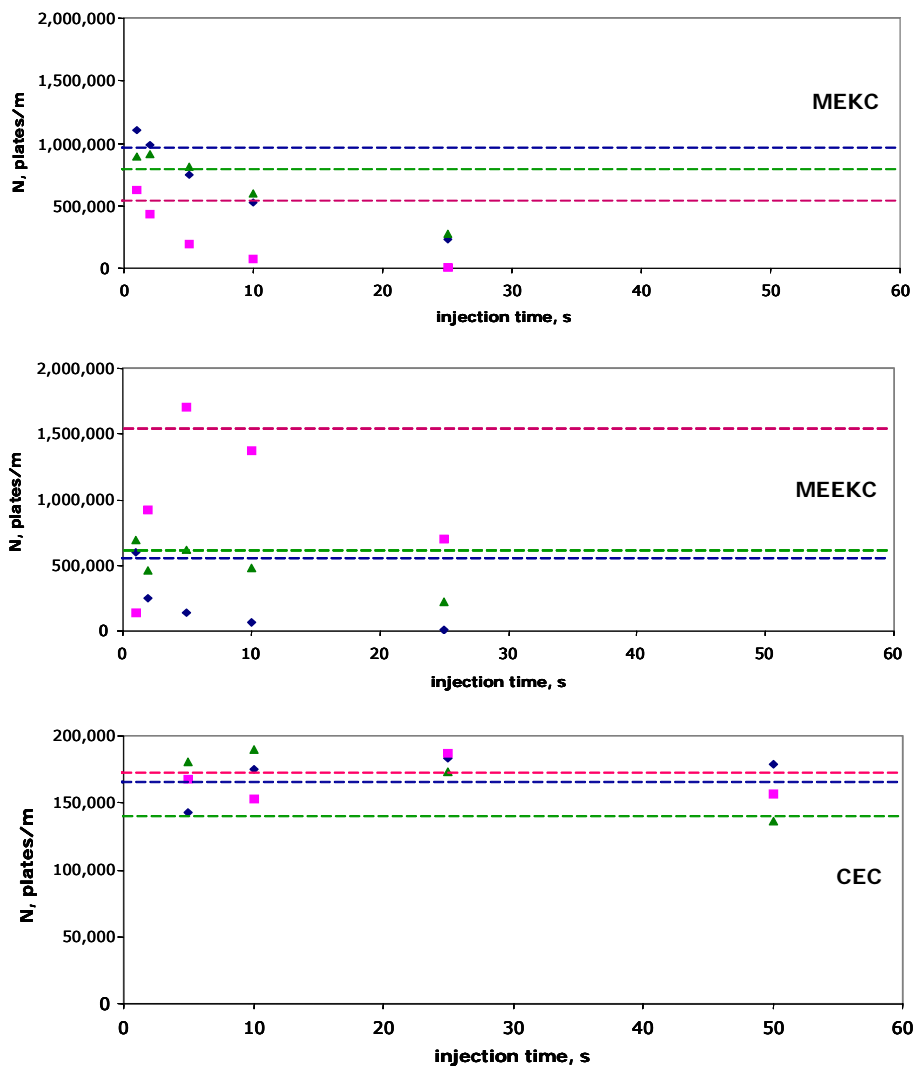 2,000,000
1,500,000
1,000,000
500,000
0
N, plates/m
MEKC
0 10 20 30 40 50 60
injection time, s
2,000,000
1,500,000
1,000,000
500,000
0
N, plates/m
MEEKC
0 10 20 30 40 50 60
injection time, s
200,000
150,000
100,000
50,000
0
N, plates/m
CEC
0 10 20 30 40 50 60
injection time, s